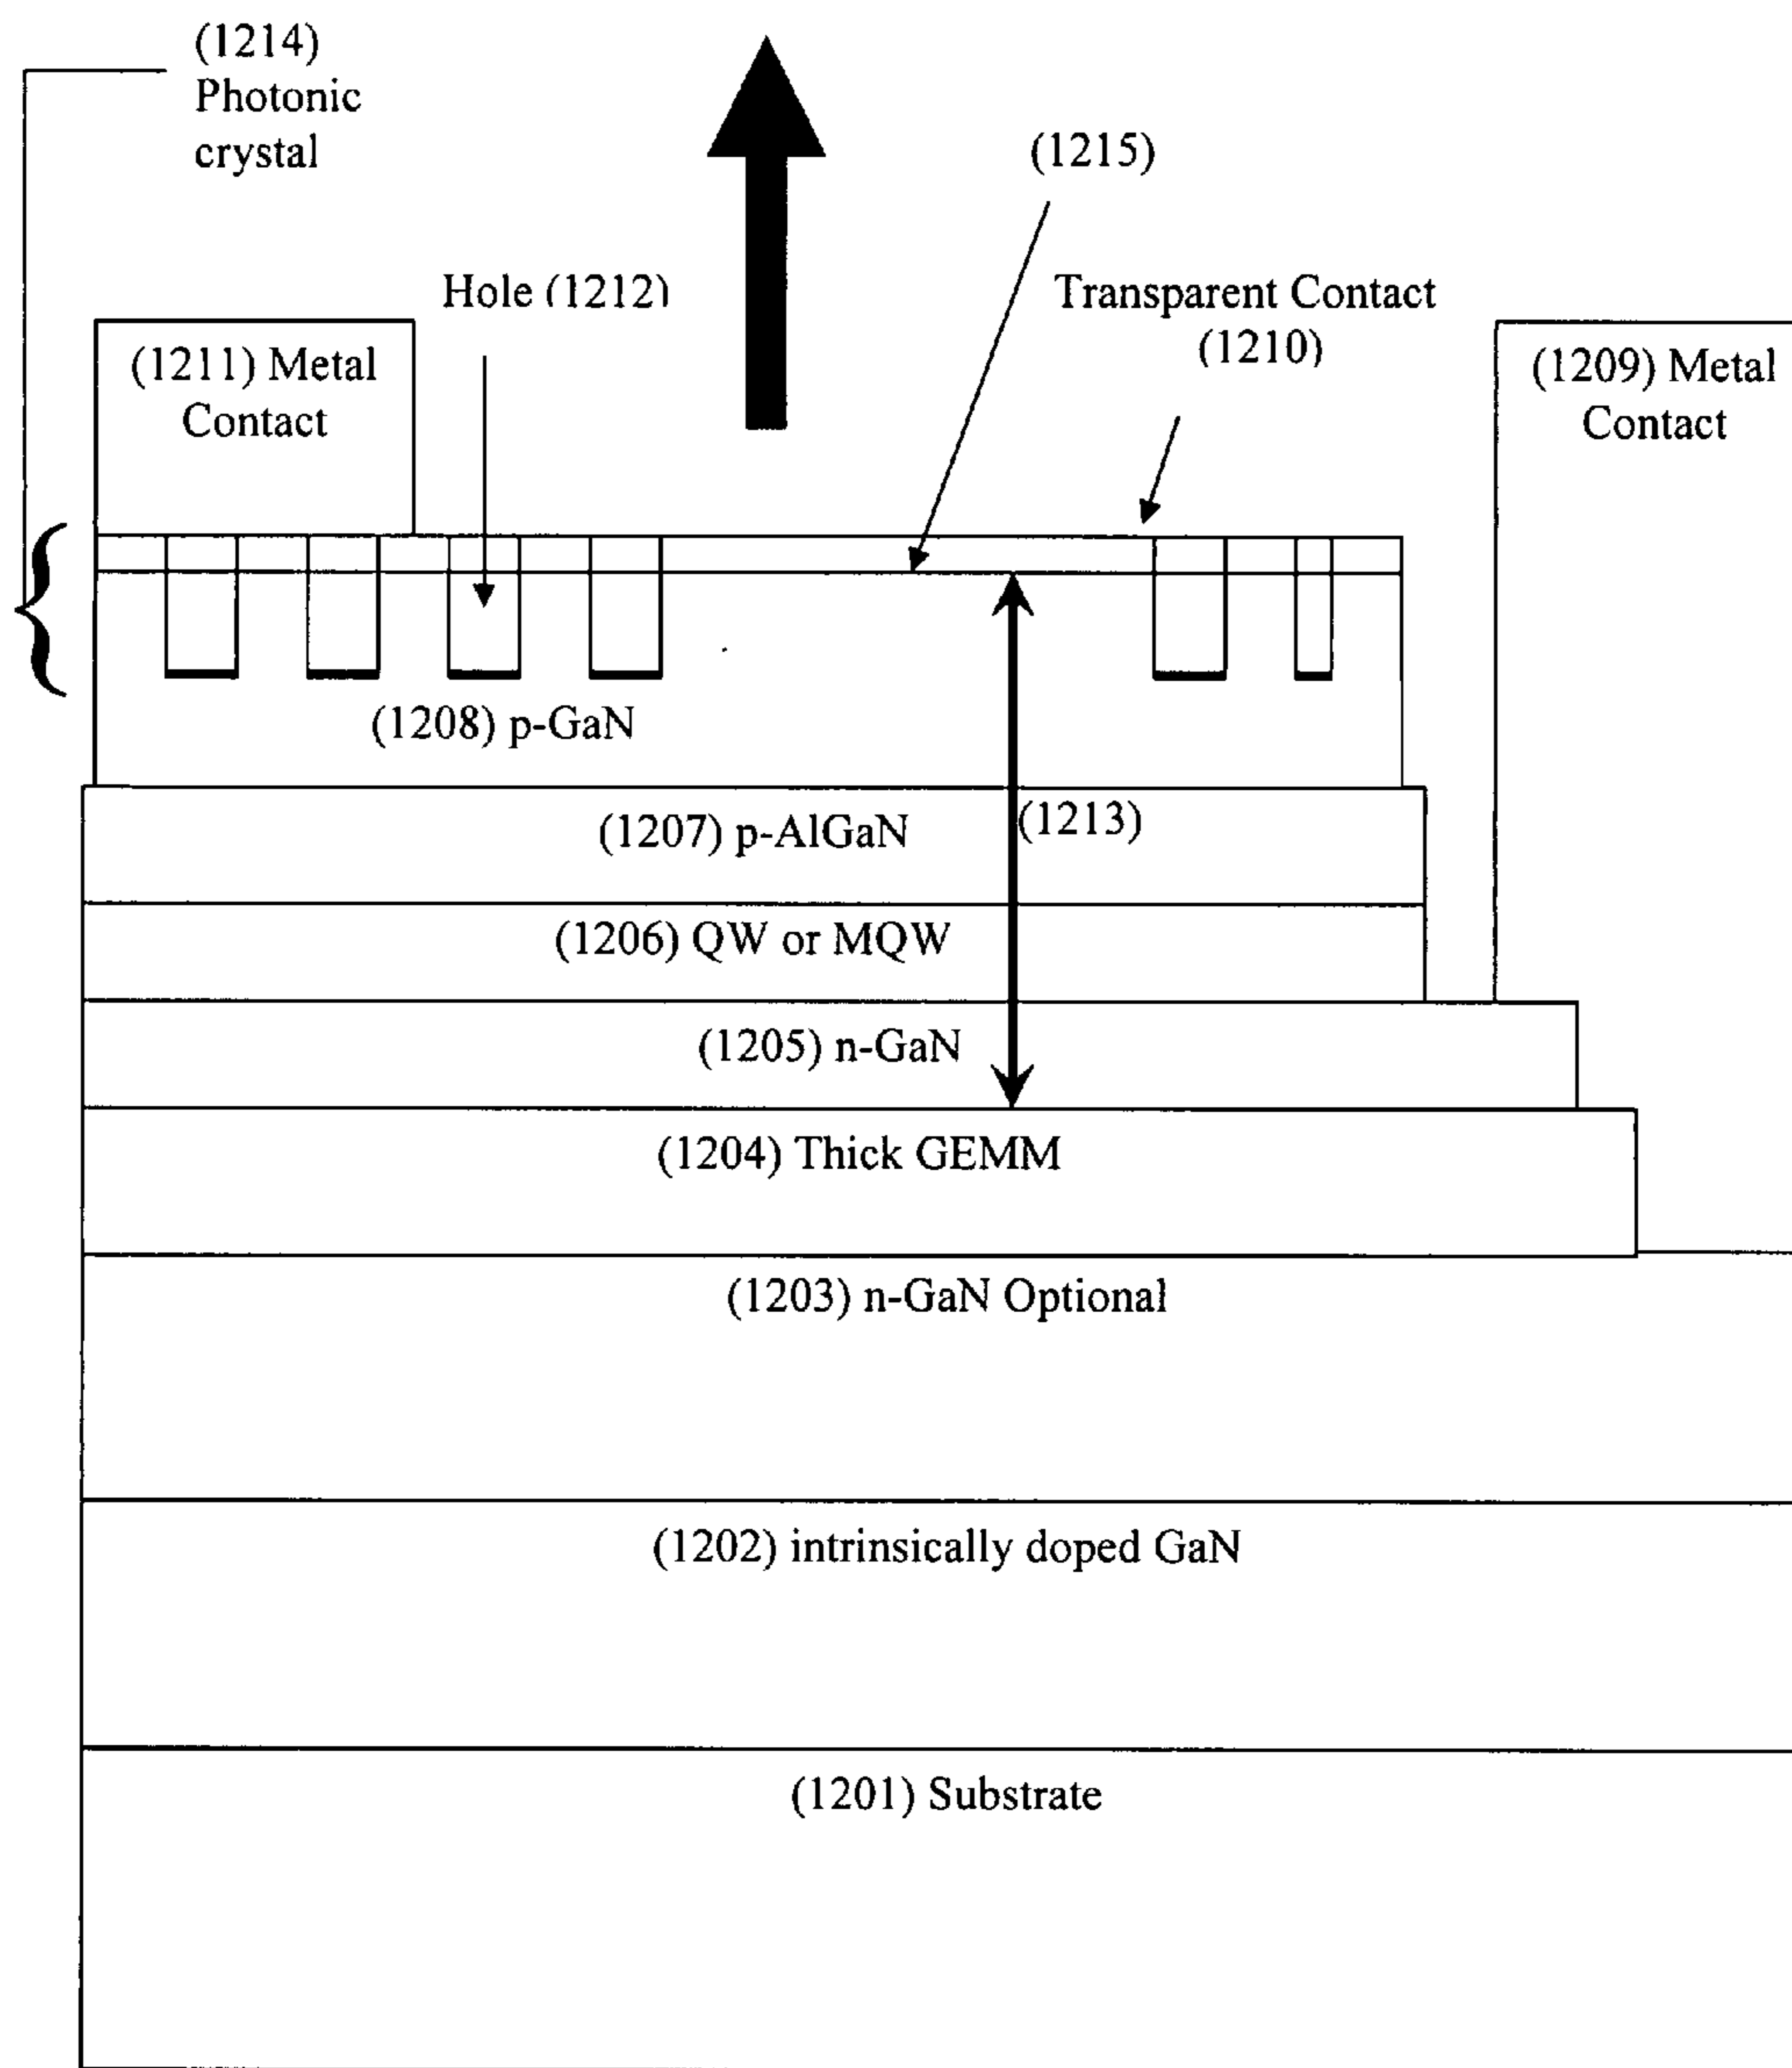 (1214)
Photonic
crystal
(1215)
Hole (1212)
Transparent Contact
(1210)
(1211) Metal
Contact
(1209) Metal
Contact
(1208) p-GaN
(1207) p-AlGaN
(1213)
(1206) QW or MQW
(1205) n-GaN
(1204) Thick GEMM
(1203) n-GaN Optional
(1202) intrinsically doped GaN
(1201) Substrate